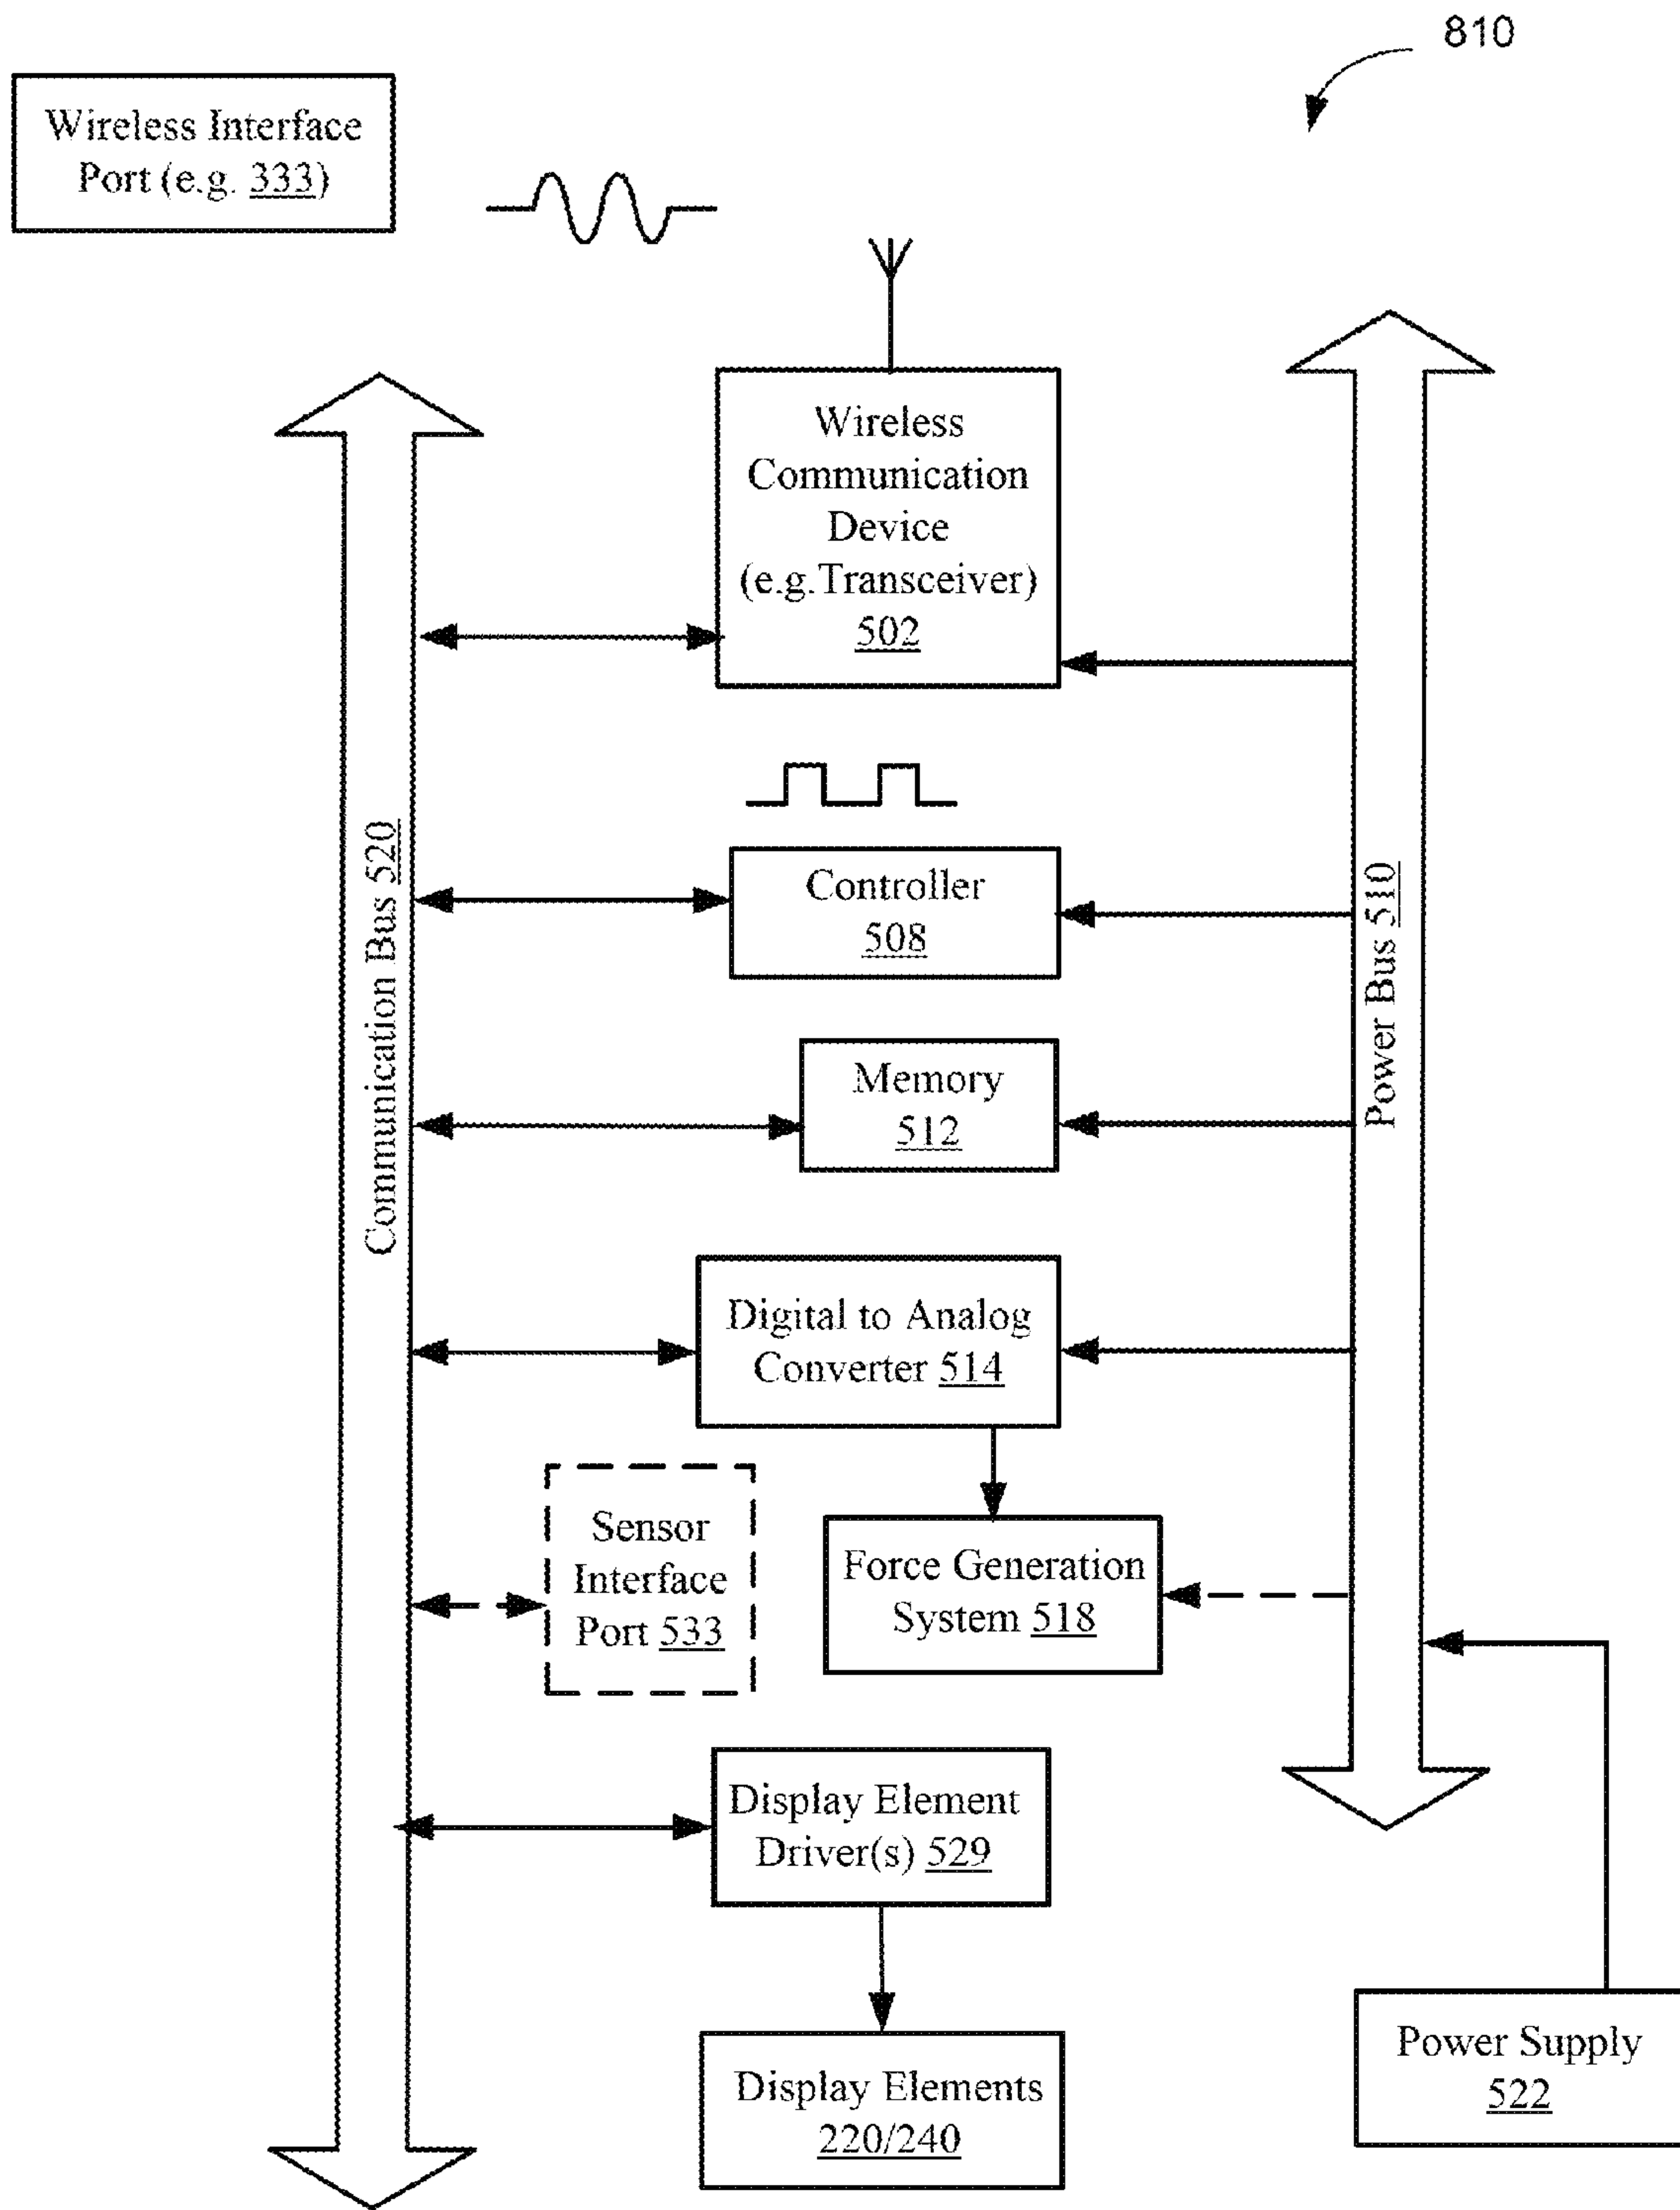 810
Wireless Interface
Port (e.g. 333)
Wireless
Communication
Device
(e.g.Transceiver)
502
Communication Bus 520
Power Bus 510
Controller
508
Memory
512
Digital to Analog
Converter 514
Sensor
Interface
Port 533
Force Generation
System 518
Display Element
Driver(s) 529
Display Elements
220/240
Power Supply
522